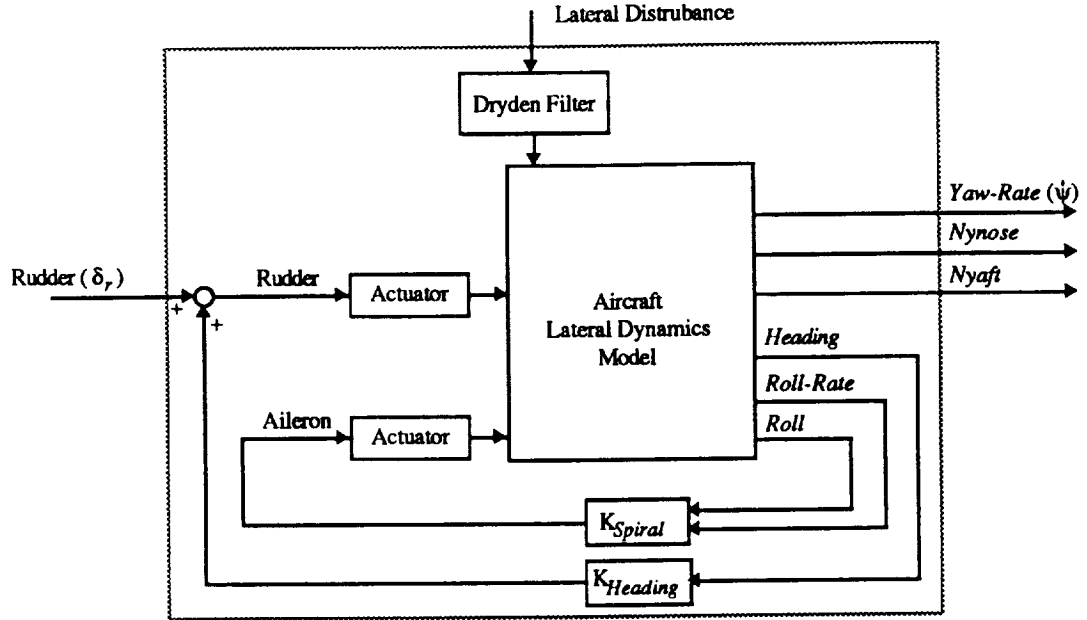 Lateral Distrubance
Dryden Filter
Yaw-Rate (ψ̇)
Nynose
Nyaft
Rudder (δr)
+
+
Rudder
Actuator
Aircraft
Lateral Dynamics
Model
Heading
Roll-Rate
Roll
Aileron
Actuator
KSpiral
KHeading